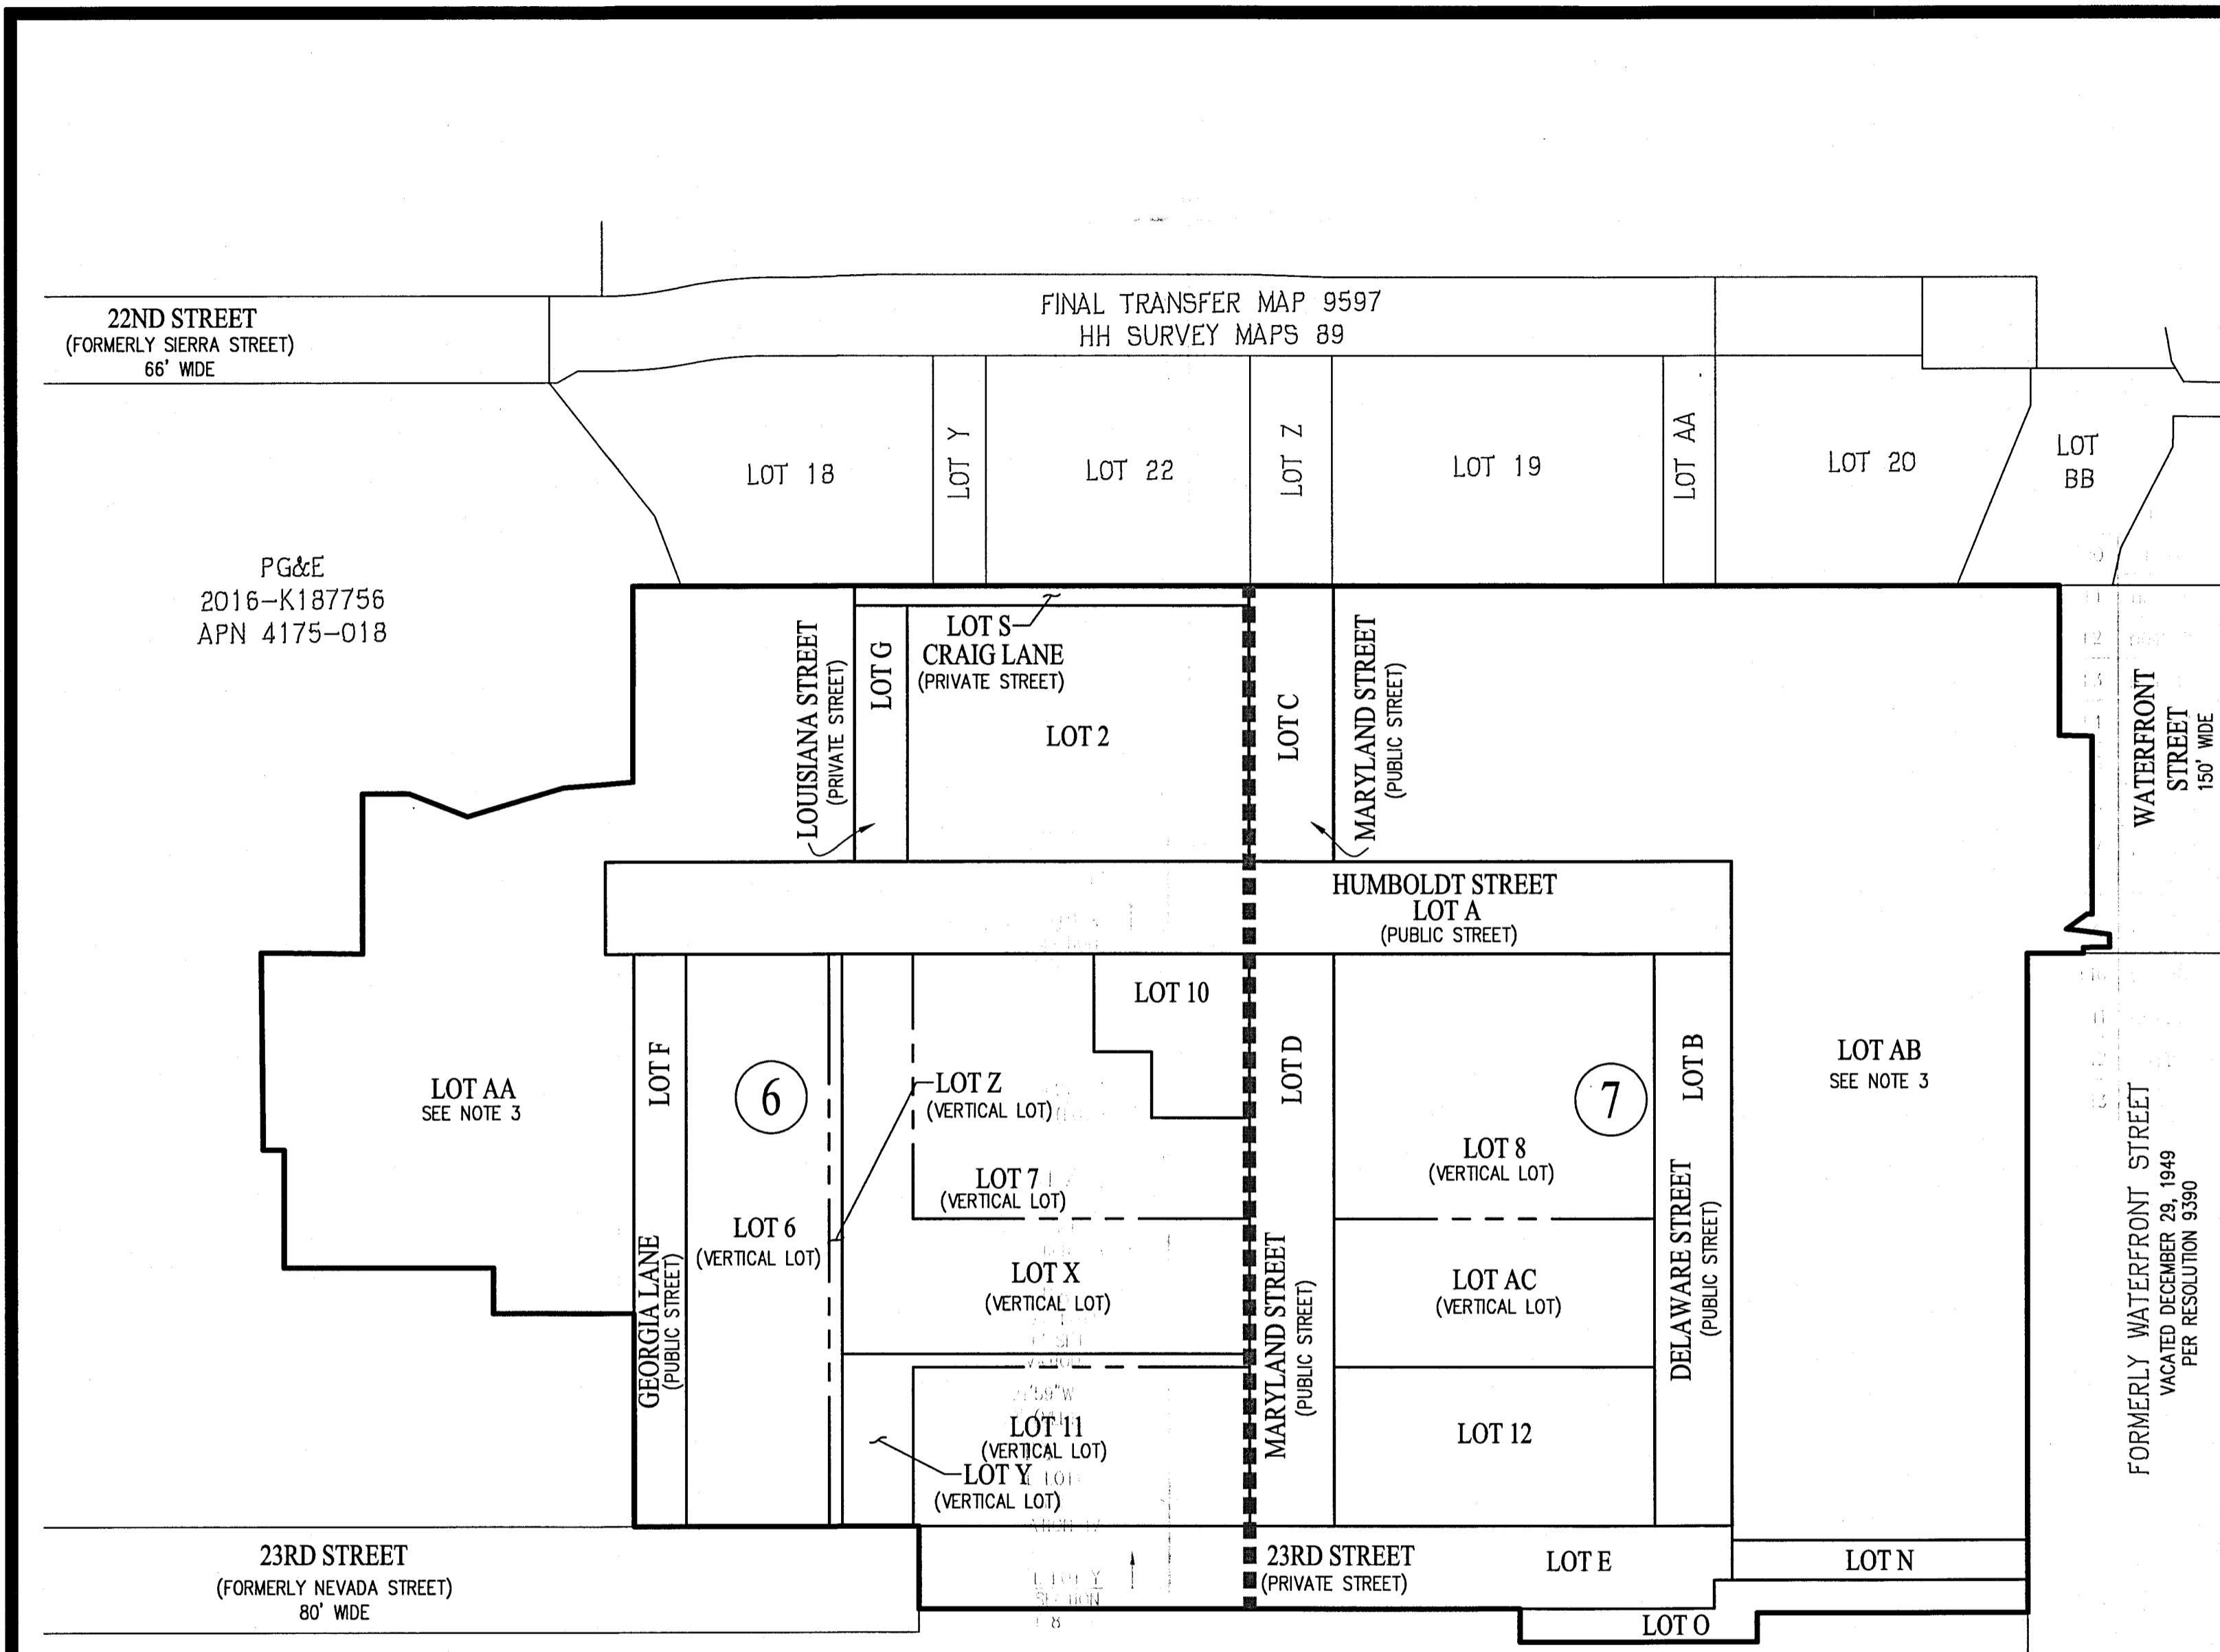 FINAL TRANSFER MAP 9597
HH SURVEY MAPS 89
22ND STREET
(FORMERLY SIERRA STREET)
66' WIDE
LOT 18
LOT Y
LOT 22
LOT Z
LOT 19
LOT AA
LOT 20
LOT
BB
PG&E
2016-K187756
APN 4175-018
LOUISIANA STREET
(PRIVATE STREET)
LOT G
LOT S
CRAIG LANE
(PRIVATE STREET)
LOT 2
LOT C
MARYLAND STREET
(PUBLIC STREET)
WATERFRONT
STREET
150' WIDE
HUMBOLDT STREET
LOT A
(PUBLIC STREET)
LOT AA
SEE NOTE 3
LOT F
GEORGIA LANE
(PUBLIC STREET)
6
LOT 6
(VERTICAL LOT)
LOT Z
(VERTICAL LOT)
LOT 10
LOT 7
(VERTICAL LOT)
LOT X
(VERTICAL LOT)
LOT 11
(VERTICAL LOT)
LOT Y
(VERTICAL LOT)
LOT D
MARYLAND STREET
(PUBLIC STREET)
7
LOT 8
(VERTICAL LOT)
LOT AC
(VERTICAL LOT)
LOT 12
LOT B
DELAWARE STREET
(PUBLIC STREET)
LOT AB
SEE NOTE 3
FORMERLY WATERFRONT STREET
VACATED DECEMBER 29, 1949
PER RESOLUTION 9390
23RD STREET
(FORMERLY NEVADA STREET)
80' WIDE
23RD STREET
(PRIVATE STREET)
LOT E
LOT N
LOT O